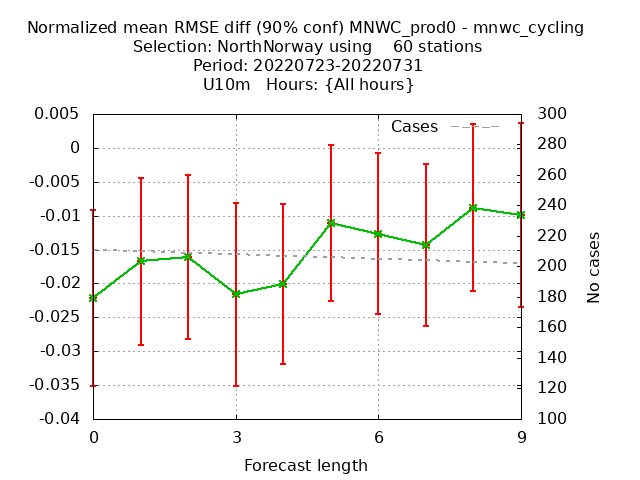 Normalized mean RMSE diff (90% conf) MNWC_prod0 - mnwc_cycling
Selection: NorthNorway using    60 stations
Period: 20220723-20220731
U10m   Hours: {All hours}
0.005
0
-0.005
-0.01
-0.015
-0.02
-0.025
-0.03
-0.035
-0.04
Cases
300
280
260
240
220
200
180
160
140
120
100
No cases
0 3 6 9
Forecast length